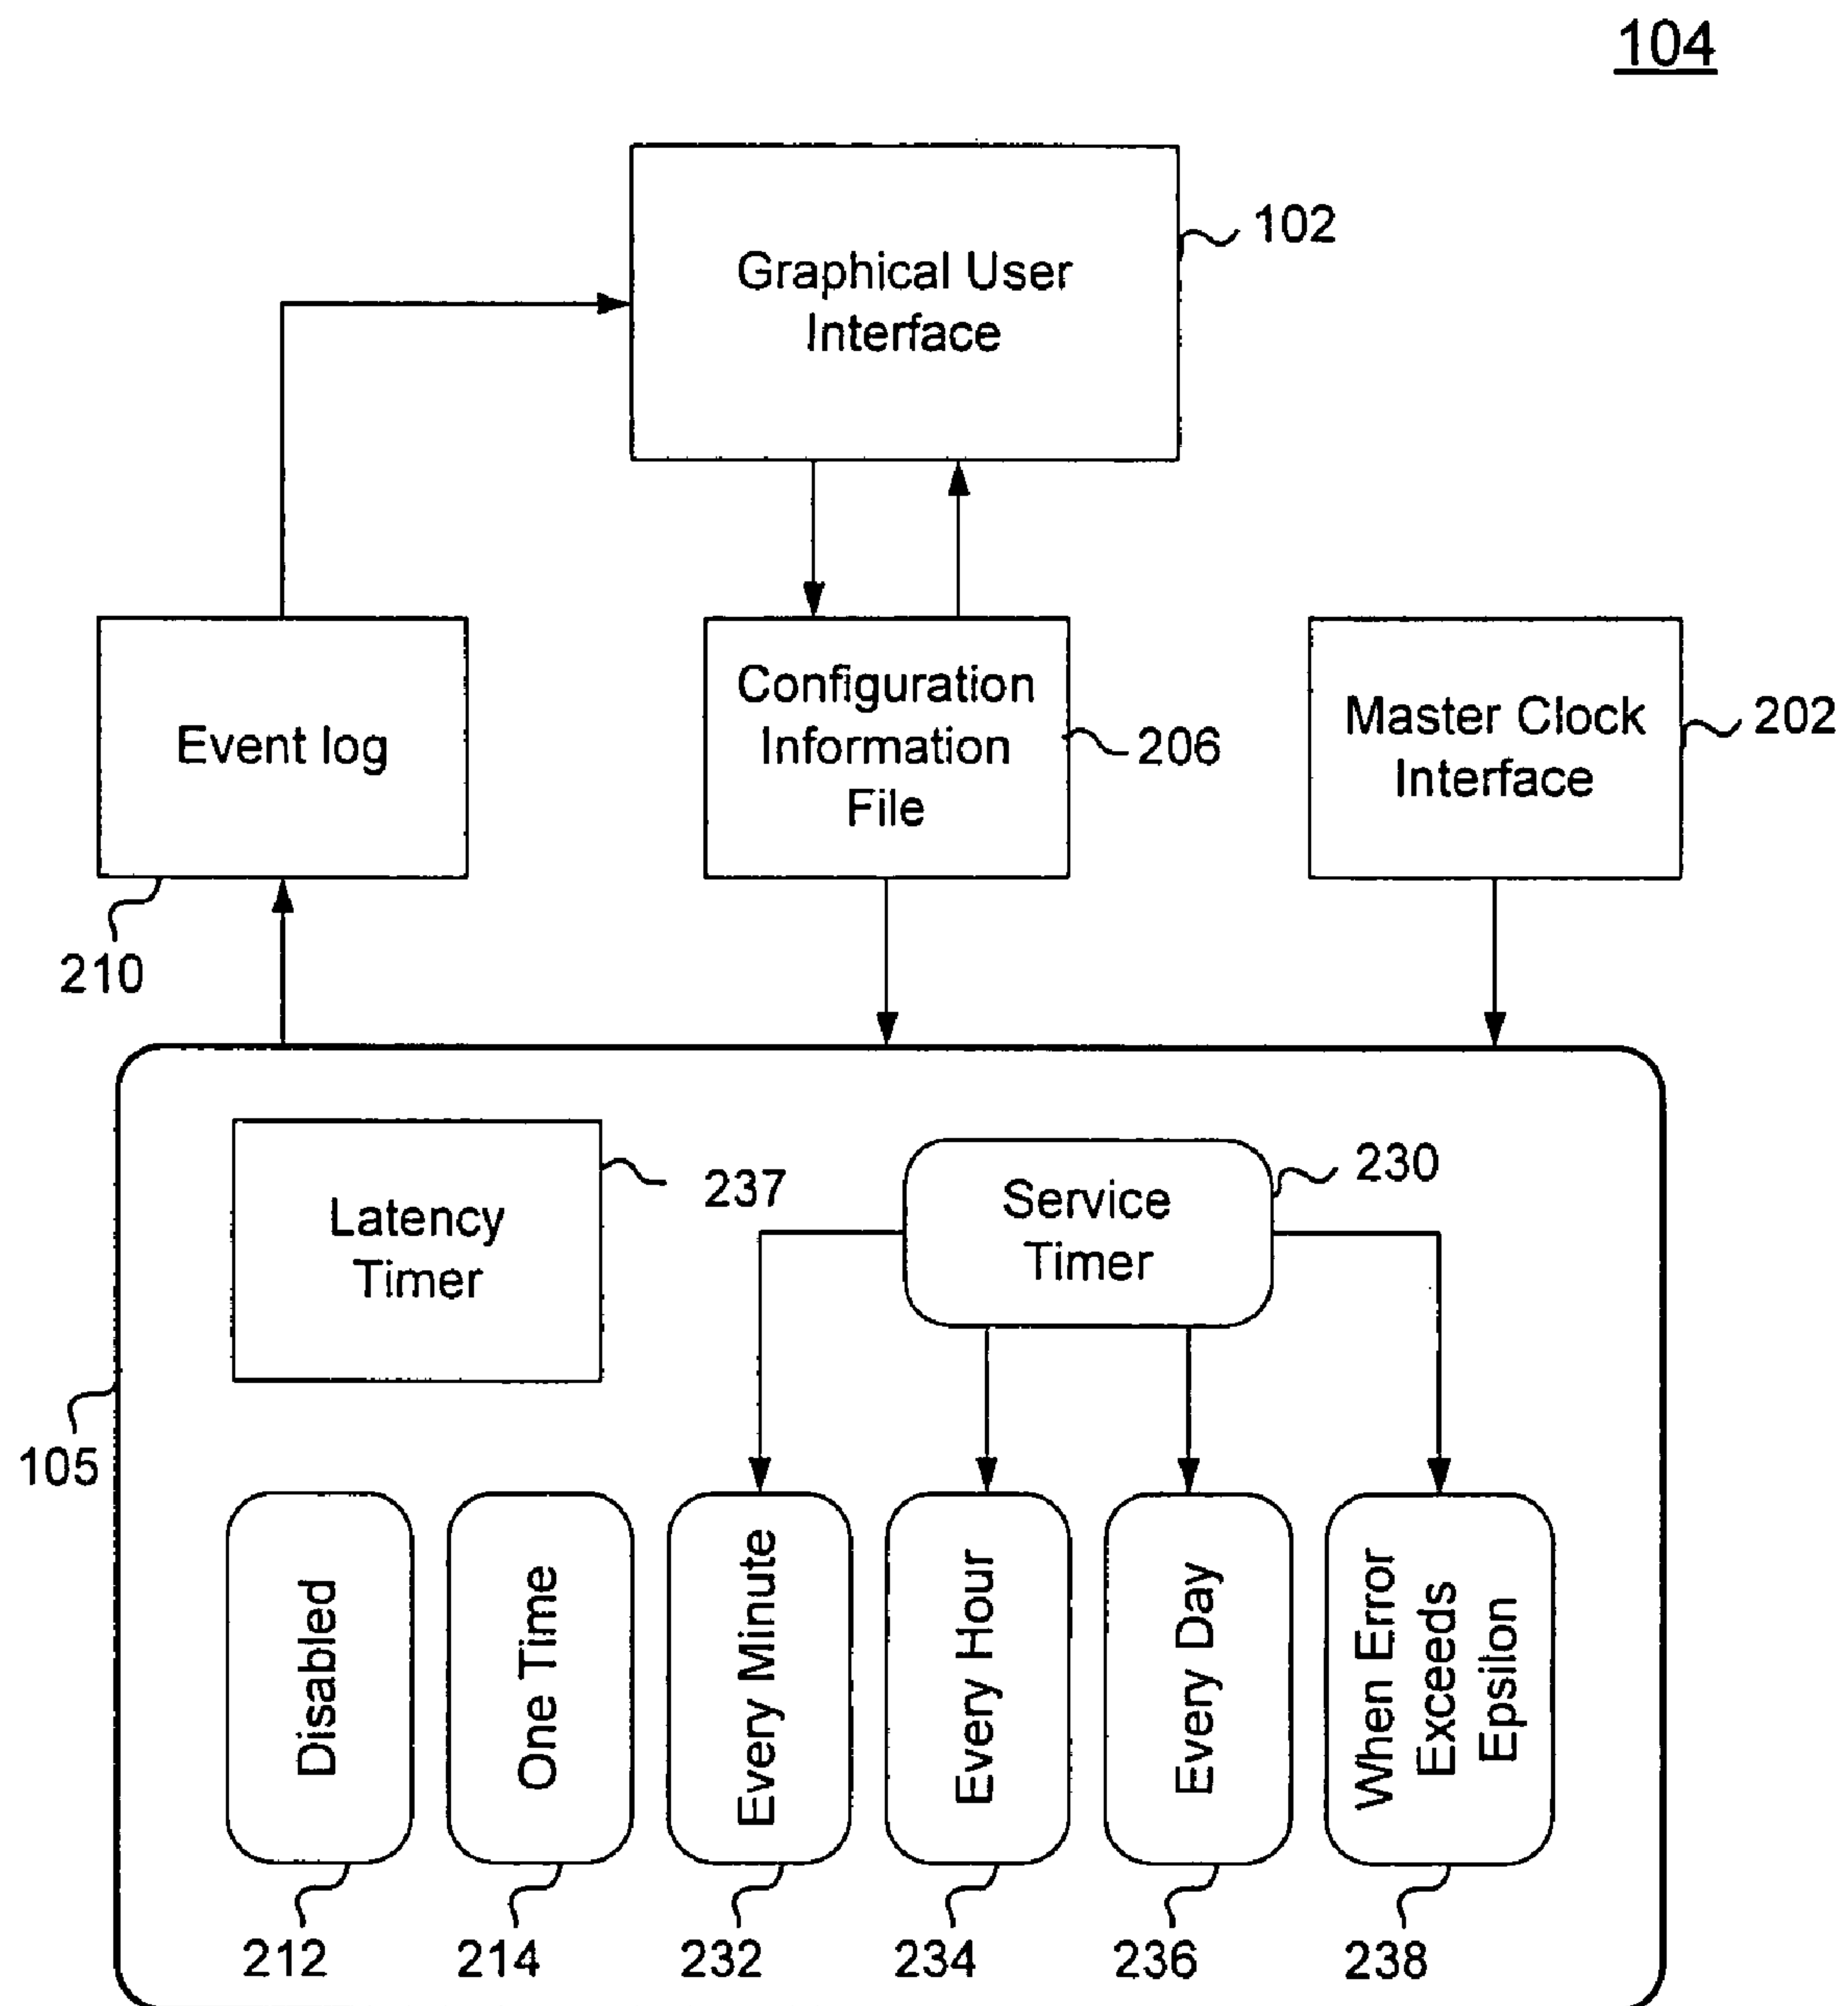 104
Graphical User
Interface
102
Event log
210
Configuration
Information
File
206
Master Clock
Interface
202
Latency
Timer
237
Service
Timer
230
105
Disabled
One Time
Every Minute
Every Hour
Every Day
When Error
Exceeds
Epsilon
212
214
232
234
236
238